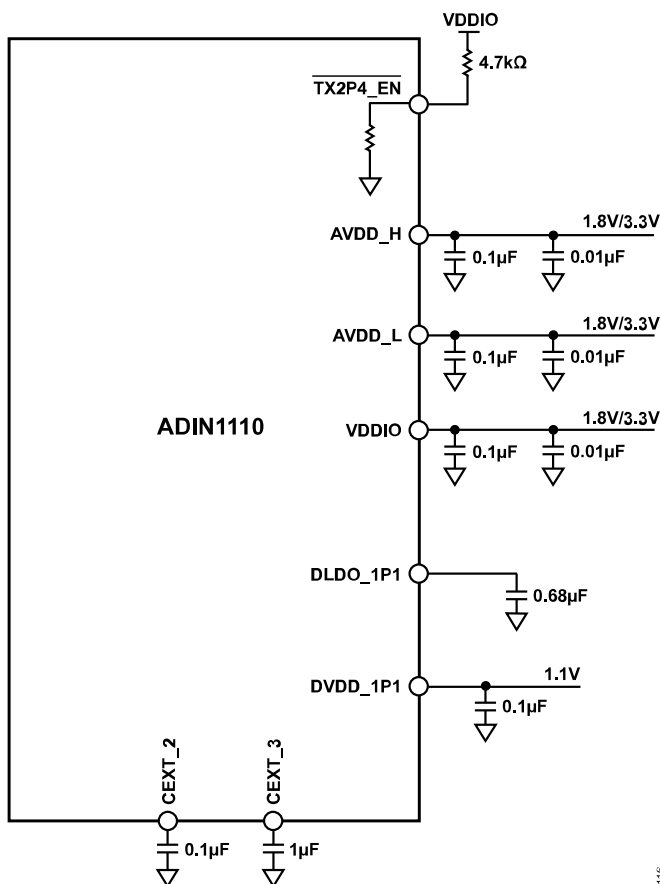 VDDIO
4.7kΩ
TX2P4_EN
AVDD_H
1.8V/3.3V
0.1µF
0.01µF
AVDD_L
1.8V/3.3V
0.1µF
0.01µF
ADIN1110
VDDIO
1.8V/3.3V
0.1µF
0.01µF
DLDO_1P1
0.68µF
DVDD_1P1
1.1V
0.1µF
CEXT_2
CEXT_3
0.1µF
1µF